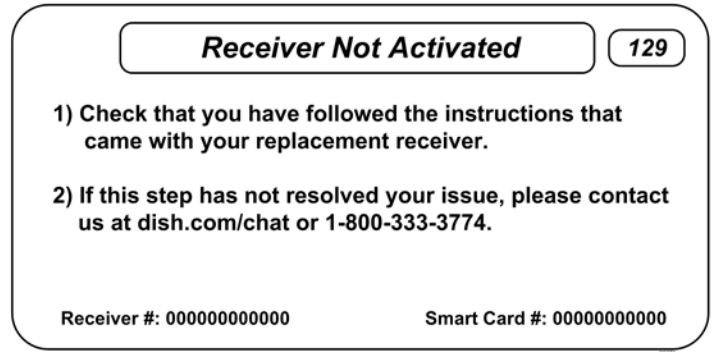 Receiver Not Activated 129
1) Check that you have followed the instructions that
came with your replacement receiver.
2) If this step has not resolved your issue, please contact
us at dish.com/chat or 1-800-333-3774.
Receiver #: 000000000000 Smart Card #: 00000000000